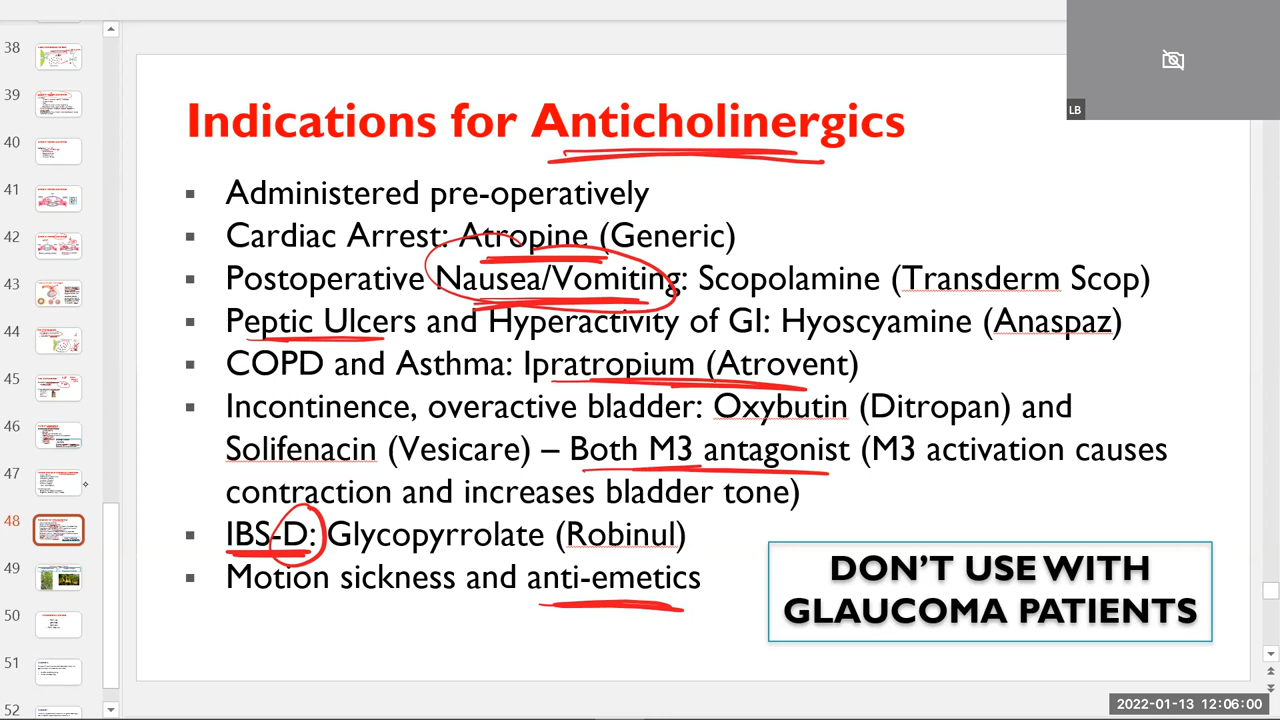 38
39
40
41
42
44
45
46
47
48
49
50
51
52
LB
Indications for Anticholinergics
▪ Administered pre-operatively
▪ Cardiac Arrest: Atropine (Generic)
▪ Postoperative Nausea/Vomiting: Scopolamine (Transderm Scop)
▪ Peptic Ulcers and Hyperactivity of GI: Hyoscyamine (Anaspaz)
▪ COPD and Asthma: Ipratropium (Atrovent)
▪ Incontinence, overactive bladder: Oxybutin (Ditropan) and
Solifenacin (Vesicare) – Both M3 antagonist (M3 activation causes
contraction and increases bladder tone)
▪ IBS-D: Glycopyrrolate (Robinul)
▪ Motion sickness and anti-emetics
DON'T USE WITH
GLAUCOMA PATIENTS
2022-01-13 12:06:00